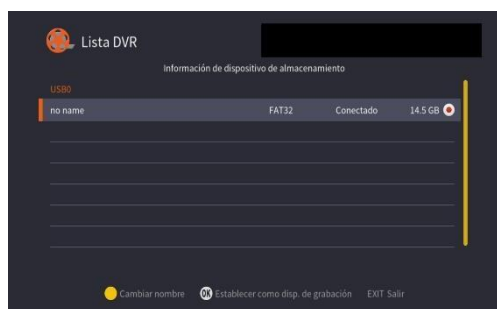 Lista DVR
Información de dispositivo de almacenamiento
USB0
no name FAT32 Conectado 14.5 GB
Cambiar nombre OK Establecer como disp. de grabación EXIT Salir